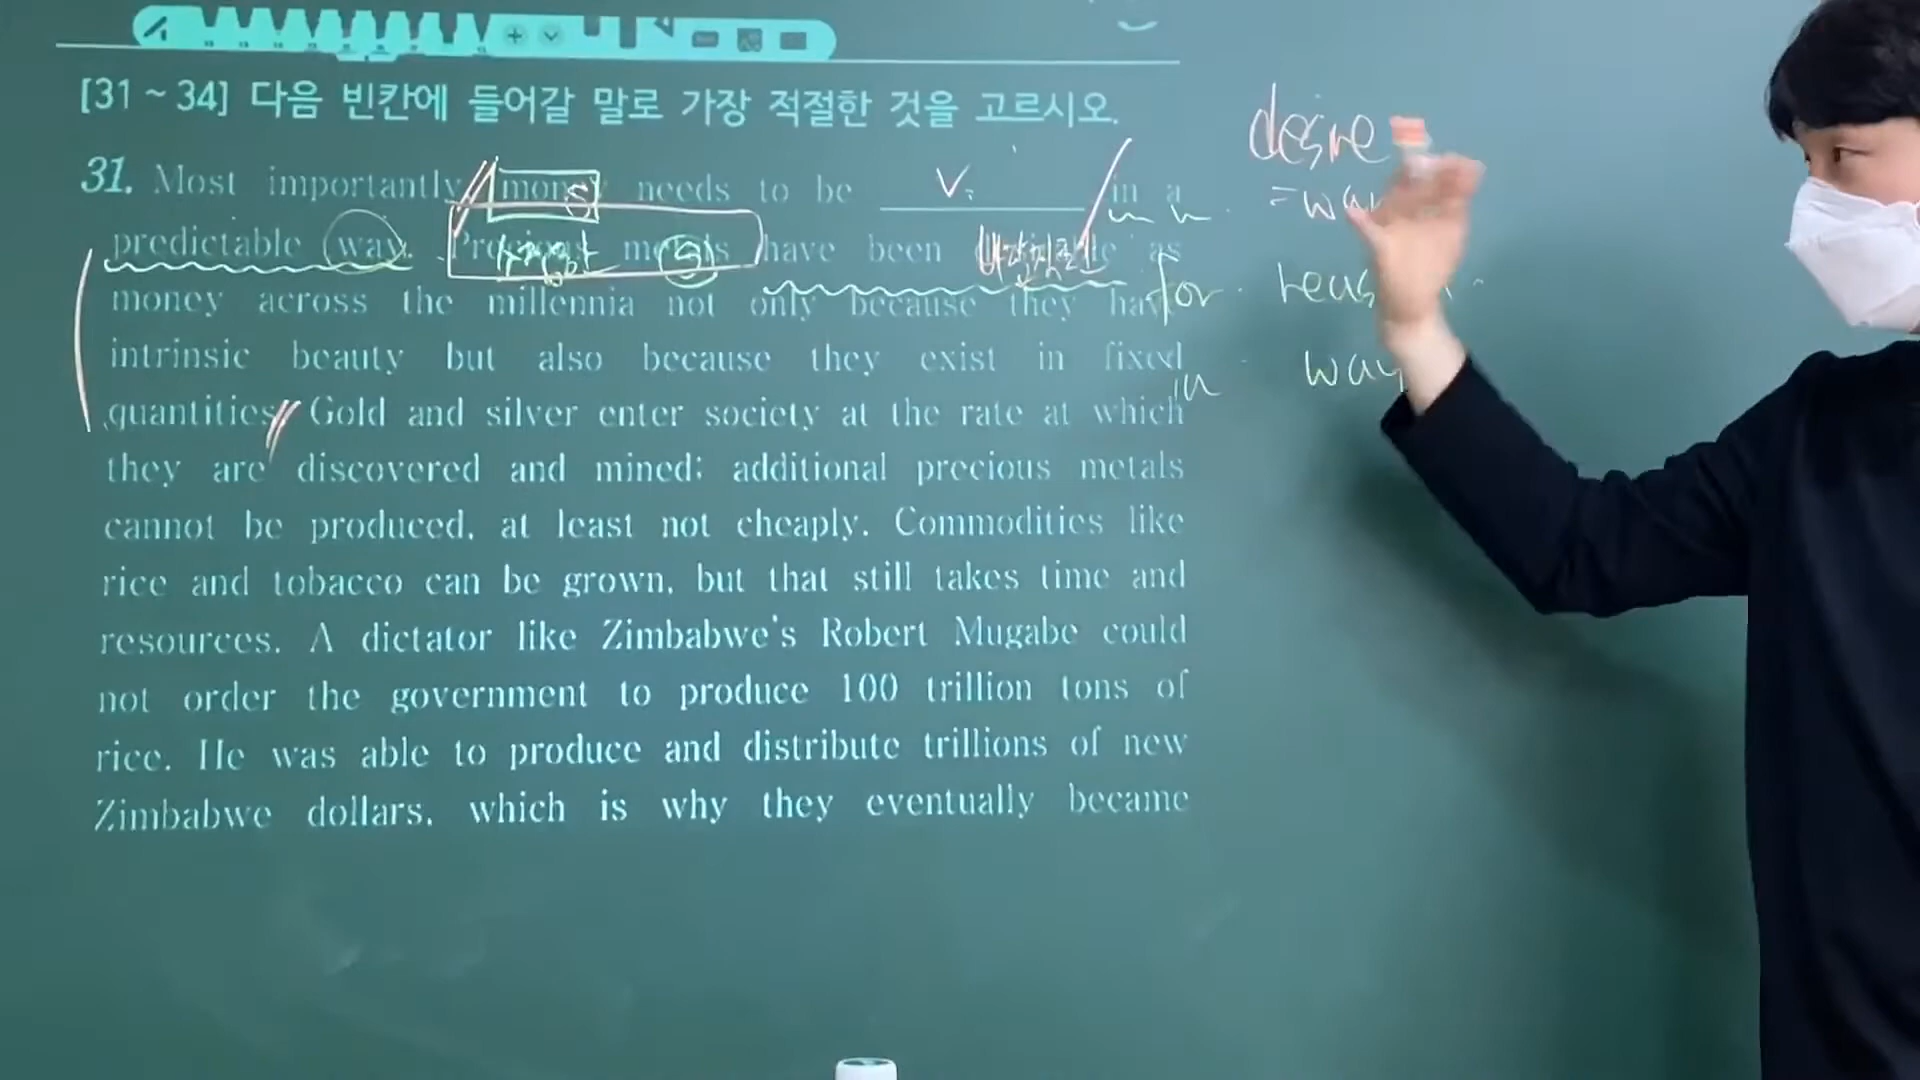 [31 ~ 34] 다음 빈칸에 들어갈 말로 가장 적절한 것을 고르시오.
31. Most importantly, money needs to be V. in a
predictable way. Precious metals have been as
money across the millennia not only because they have
intrinsic beauty but also because they exist in fixed
quantities. Gold and silver enter society at the rate at which
they are discovered and mined; additional precious metals
cannot be produced, at least not cheaply. Commodities like
rice and tobacco can be grown, but that still takes time and
resources. A dictator like Zimbabwe's Robert Mugabe could
not order the government to produce 100 trillion tons of
rice. He was able to produce and distribute trillions of new
Zimbabwe dollars, which is why they eventually became
desire
=wa
for reas
in way
S
S